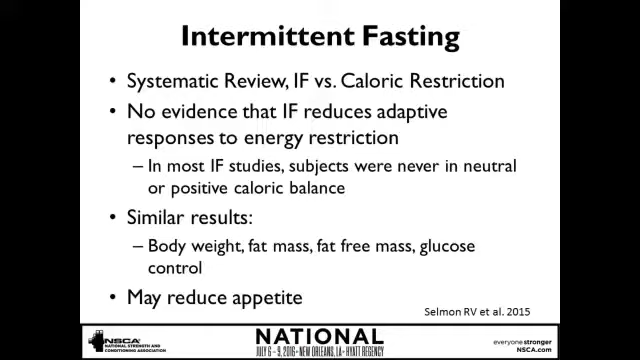 Intermittent Fasting
• Systematic Review, IF vs. Caloric Restriction
• No evidence that IF reduces adaptive
responses to energy restriction
– In most IF studies, subjects were never in neutral
or positive caloric balance
• Similar results:
– Body weight, fat mass, fat free mass, glucose
control
• May reduce appetite
Selmon RV et al. 2015
NSCA
NATIONAL STRENGTH AND
CONDITIONING ASSOCIATION
NATIONAL
JULY 6 – 9, 2016 • NEW ORLEANS, LA • HYATT REGENCY
everyone stronger
NSCA.com